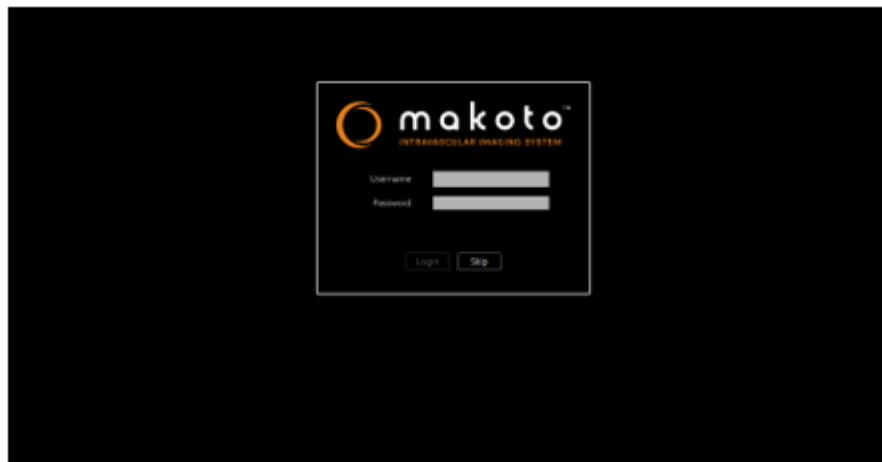 makoto™
INTRAVASCULAR IMAGING SYSTEM
Username
Password
Login Skip